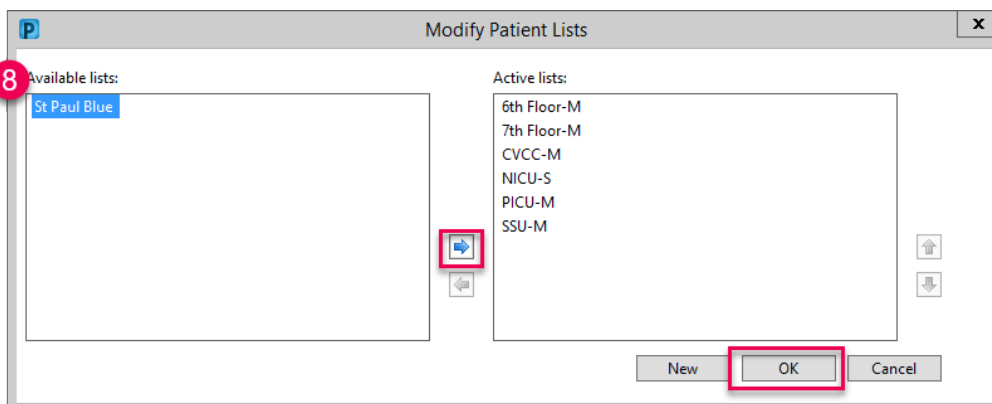 P
Modify Patient Lists
x
8
Available lists:
St Paul Blue
Active lists:
6th Floor-M
7th Floor-M
CVCC-M
NICU-S
PICU-M
SSU-M
New
OK
Cancel